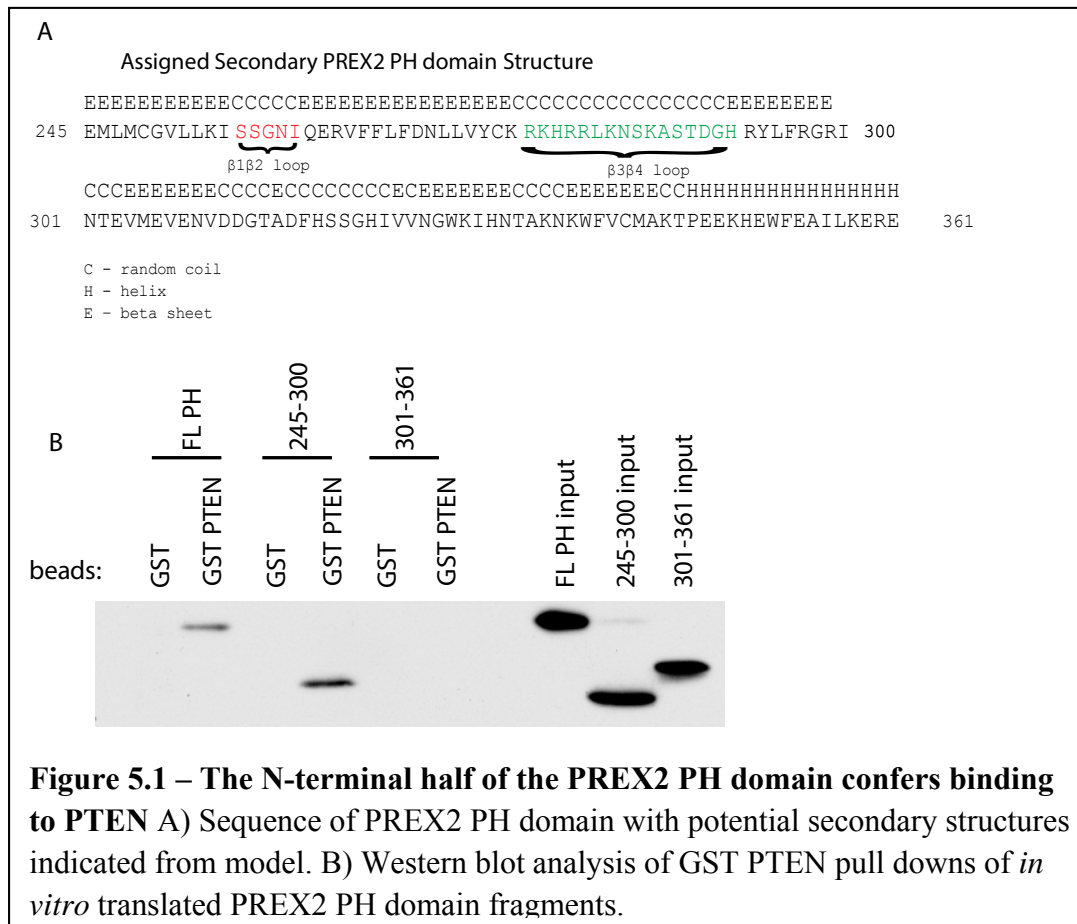 A
Assigned Secondary PREX2 PH domain Structure
EEEEEEEEEEECCCCCEEEEEEEEEEEEEEEECCCCCCCCCCCCCCCCEEEEEEEE
245 EMLMCGVLLKI SSGNI QERVFFLFDNLLVYCK RKHRRLKNSKASTDGH RYLFRGRI 300
β1β2 loop β3β4 loop
CCCEEEEEEECCCCECCCCCCCCECEEEEEEECCCCEEEEEEECCHHHHHHHHHHHHHHHH
301 NTEVMEVENVDDGTADFHSSGHIVVNGWKIHNTAKNKWFVCMAKTPEEKHEWFEAILKERE 361
C - random coil
H - helix
E - beta sheet
B
FL PH 245-300 301-361
beads: GST GST PTEN GST GST PTEN GST GST PTEN FL PH input 245-300 input 301-361 input
Figure 5.1 – The N-terminal half of the PREX2 PH domain confers binding
to PTEN A) Sequence of PREX2 PH domain with potential secondary structures
indicated from model. B) Western blot analysis of GST PTEN pull downs of in
vitro translated PREX2 PH domain fragments.